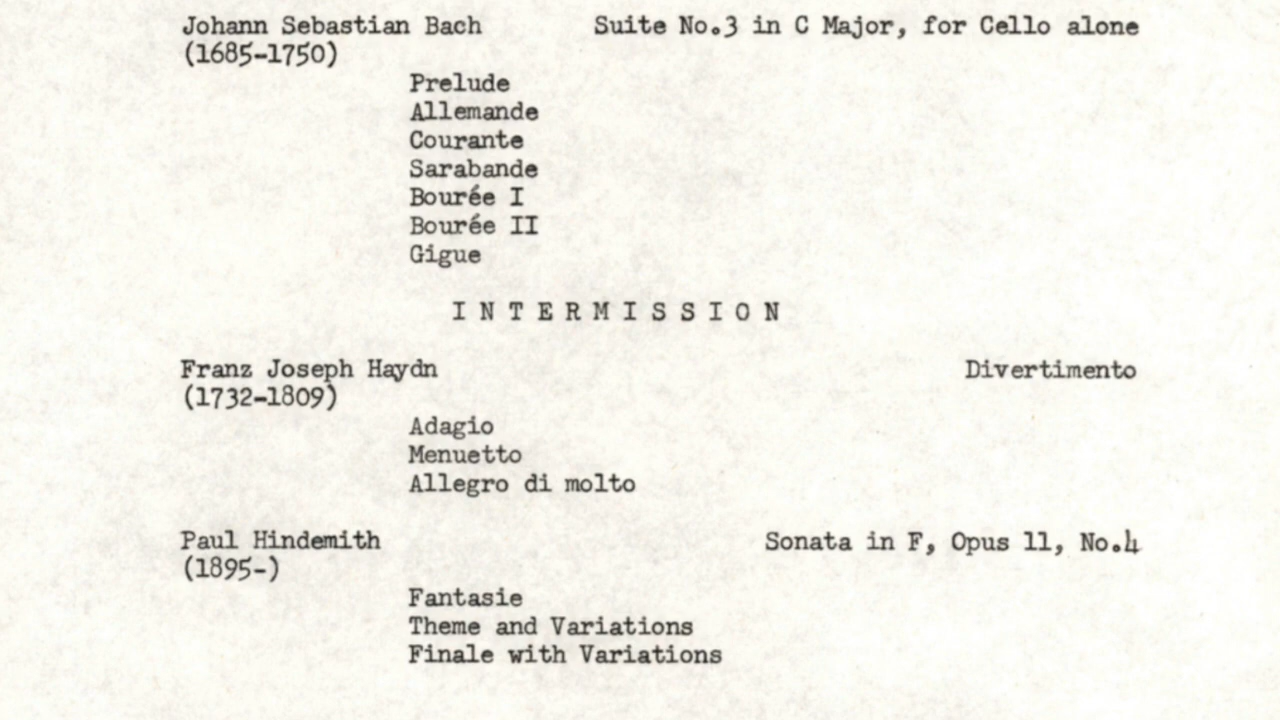 Johann Sebastian Bach Suite No.3 in C Major, for Cello alone
(1685-1750)
Prelude
Allemande
Courante
Sarabande
Bourée I
Bourée II
Gigue
INTERMISSION
Franz Joseph Haydn Divertimento
(1732-1809)
Adagio
Menuetto
Allegro di molto
Paul Hindemith Sonata in F, Opus 11, No.4
(1895-)
Fantasie
Theme and Variations
Finale with Variations